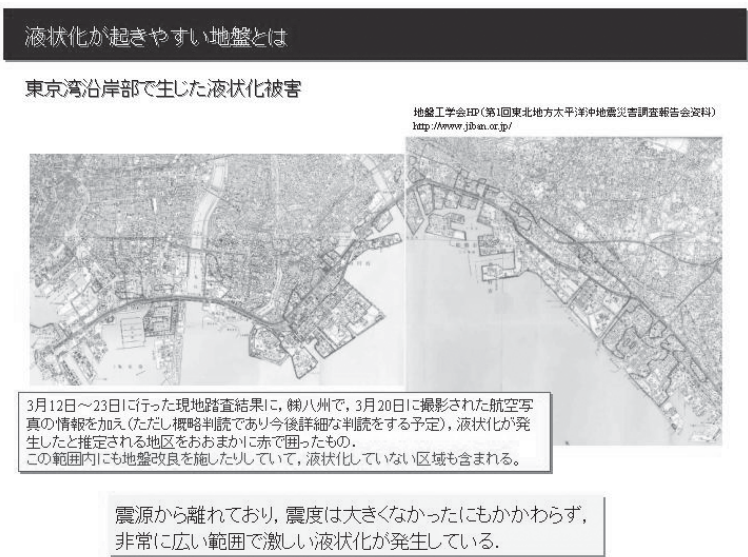 液状化が起きやすい地盤とは
東京湾沿岸部で生じた液状化被害
地盤工学会HP(第1回東北地方太平洋沖地震災害調査報告会資料)
http://www.jiban.or.jp/
3月12日～23日に行った現地踏査結果に，㈱八州で，3月20日に撮影された航空写
真の情報を加え(ただし概略判読であり今後詳細な判読をする予定)，液状化が発
生したと推定される地区をおおまかに赤で囲ったもの．
この範囲内にも地盤改良を施したりしていて，液状化していない区域も含まれる。
震源から離れており，震度は大きくなかったにもかかわらず，
非常に広い範囲で激しい液状化が発生している．